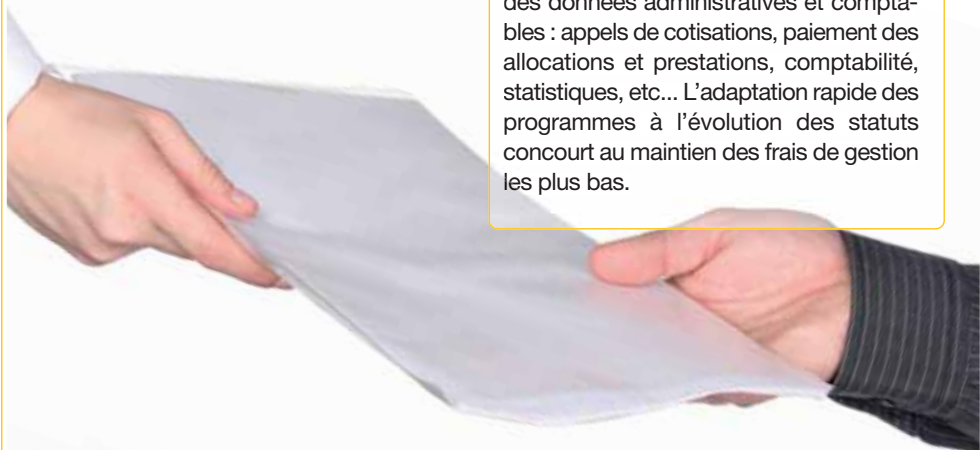 des données administratives et compta-
bles : appels de cotisations, paiement des
allocations et prestations, comptabilité,
statistiques, etc... L'adaptation rapide des
programmes à l'évolution des statuts
concourt au maintien des frais de gestion
les plus bas.